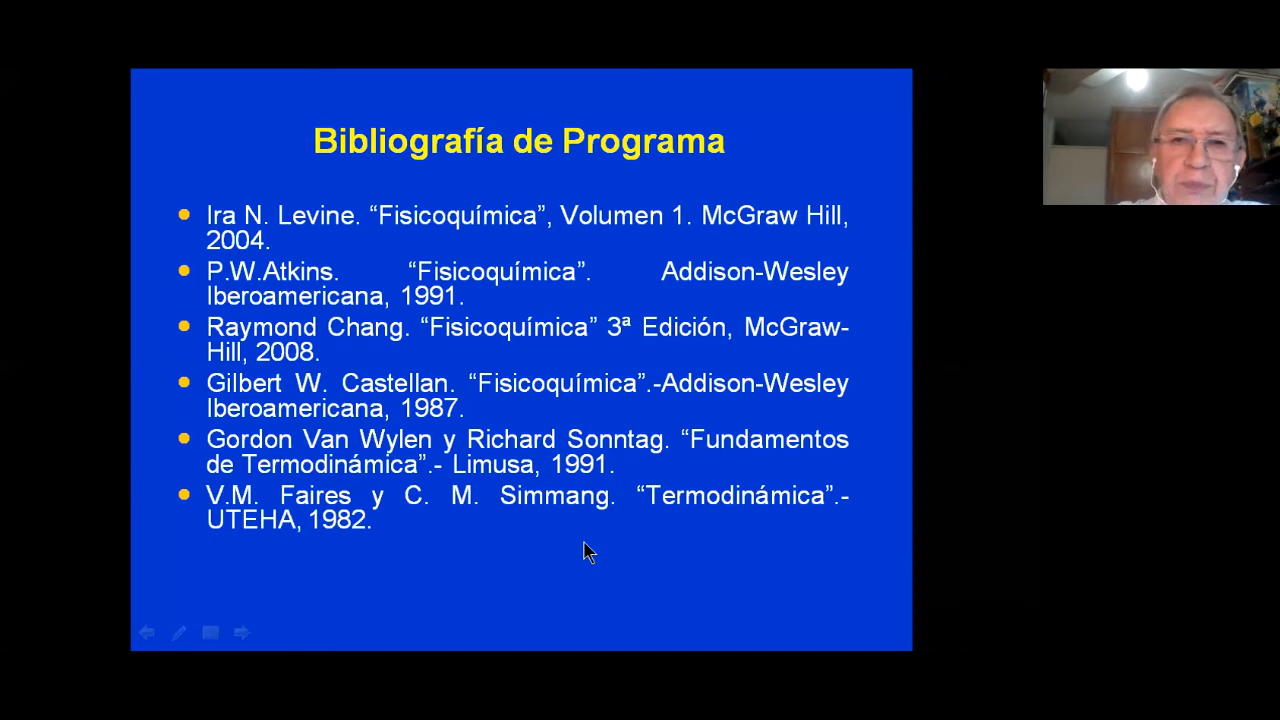 Bibliografía de Programa
Ira N. Levine. “Fisicoquímica”, Volumen 1. McGraw Hill,
2004.
P.W.Atkins. “Fisicoquímica”. Addison-Wesley
Iberoamericana, 1991.
Raymond Chang. “Fisicoquímica” 3ª Edición, McGraw-
Hill, 2008.
Gilbert W. Castellan. “Fisicoquímica”.-Addison-Wesley
Iberoamericana, 1987.
Gordon Van Wylen y Richard Sonntag. “Fundamentos
de Termodinámica”.- Limusa, 1991.
V.M. Faires y C. M. Simmang. “Termodinámica”.-
UTEHA, 1982.